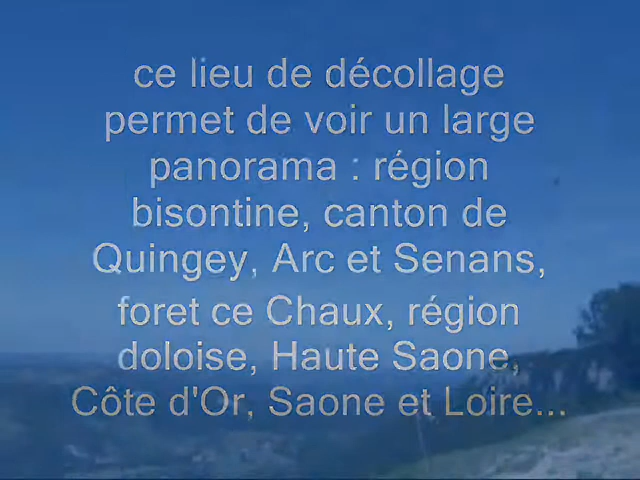 ce lieu de décollage
permet de voir un large
panorama : région
bisontine, canton de
Quingey, Arc et Senans,
foret ce Chaux, région
doloise, Haute Saone,
Côte d'Or, Saone et Loire...